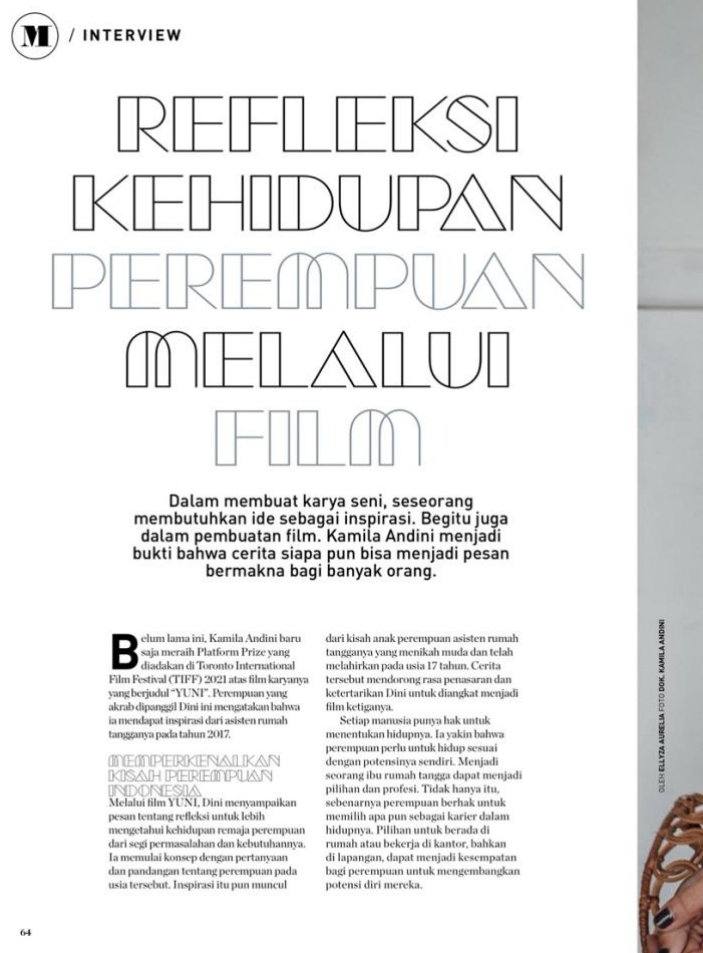 M / INTERVIEW
REFLEKSI
KEHIDUPAN
PEREMPUAN
MELALUI
FILM
Dalam membuat karya seni, seseorang
membutuhkan ide sebagai inspirasi. Begitu juga
dalam pembuatan film. Kamila Andini menjadi
bukti bahwa cerita siapa pun bisa menjadi pesan
bermakna bagi banyak orang.
Belum lama ini, Kamila Andini baru
saja meraih Platform Prize yang
diadakan di Toronto International
Film Festival (TIFF) 2021 atas film karyanya
yang berjudul “YUNI”. Perempuan yang
akrab dipanggil Dini ini mengatakan bahwa
ia mendapat inspirasi dari asisten rumah
tangganya pada tahun 2017.
MEMPERKENALKAN
KISAH PEREMPUAN
INDONESIA
Melalui film YUNI, Dini menyampaikan
pesan tentang refleksi untuk lebih
mengetahui kehidupan remaja perempuan
dari segi permasalahan dan kebutuhannya.
Ia memulai konsep dengan pertanyaan
dan pandangan tentang perempuan pada
usia tersebut. Inspirasi itu pun muncul
dari kisah anak perempuan asisten rumah
tangganya yang menikah muda dan telah
melahirkan pada usia 17 tahun. Cerita
tersebut mendorong rasa penasaran dan
ketertarikan Dini untuk diangkat menjadi
film ketiganya.
Setiap manusia punya hak untuk
menentukan hidupnya. Ia yakin bahwa
perempuan perlu untuk hidup sesuai
dengan potensinya sendiri. Menjadi
seorang ibu rumah tangga dapat menjadi
pilihan dan profesi. Tidak hanya itu,
sebenarnya perempuan berhak untuk
memilih apa pun sebagai karier dalam
hidupnya. Pilihan untuk berada di
rumah atau bekerja di kantor, bahkan
di lapangan, dapat menjadi kesempatan
bagi perempuan untuk mengembangkan
potensi diri mereka.
OLEH ELLYZA AURELIA FOTO DOK. KAMILA ANDINI
64